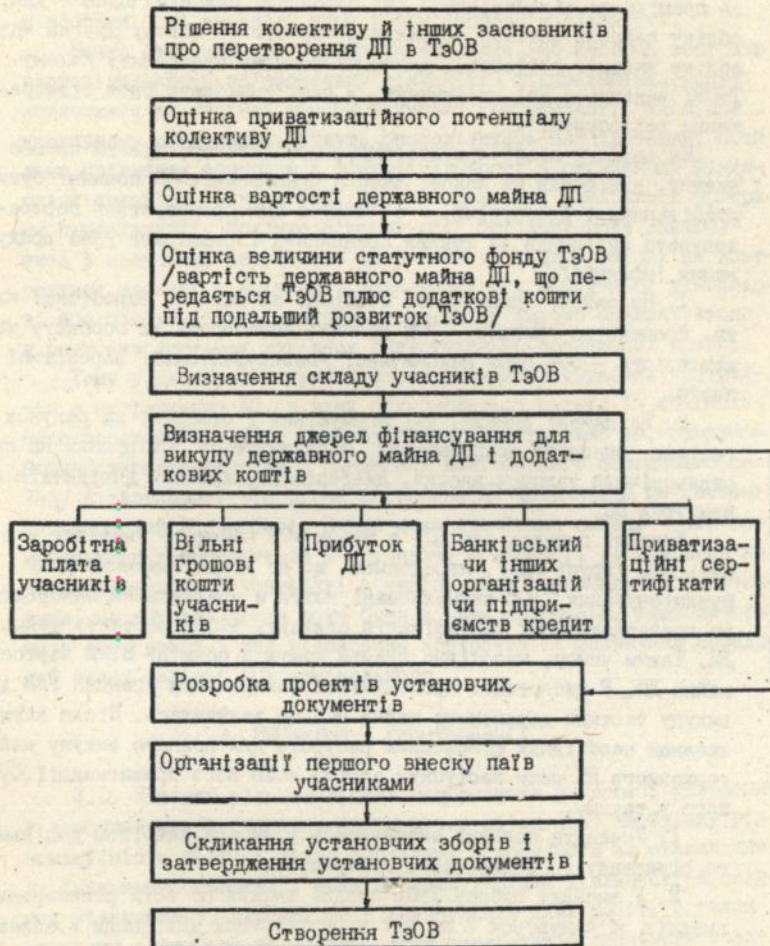 Рішення колективу й інших засновників
про перетворення ДП в ТзОВ
Оцінка приватизаційного потенціалу
колективу ДП
Оцінка вартості державного майна ДП
Оцінка величини статутного фонду ТзОВ
/вартість державного майна ДП, що пе-
редається ТзОВ плюс додаткові кошти
під подальший розвиток ТзОВ/
Визначення складу учасників ТзОВ
Визначення джерел фінансування для
викупу державного майна ДП і додат-
кових коштів
Заробітна
плата
учасників
Вільні
грошові
кошти
учасни-
ків
Прибуток
ДП
Банківський
чи інших
організацій
чи підпри-
ємств кредит
Приватиза-
ційні сер-
тифікати
Розробка проектів установчих
документів
Організації першого внеску паїв
учасниками
Скликання установчих зборів і
затвердження установчих документів
Створення ТзОВ